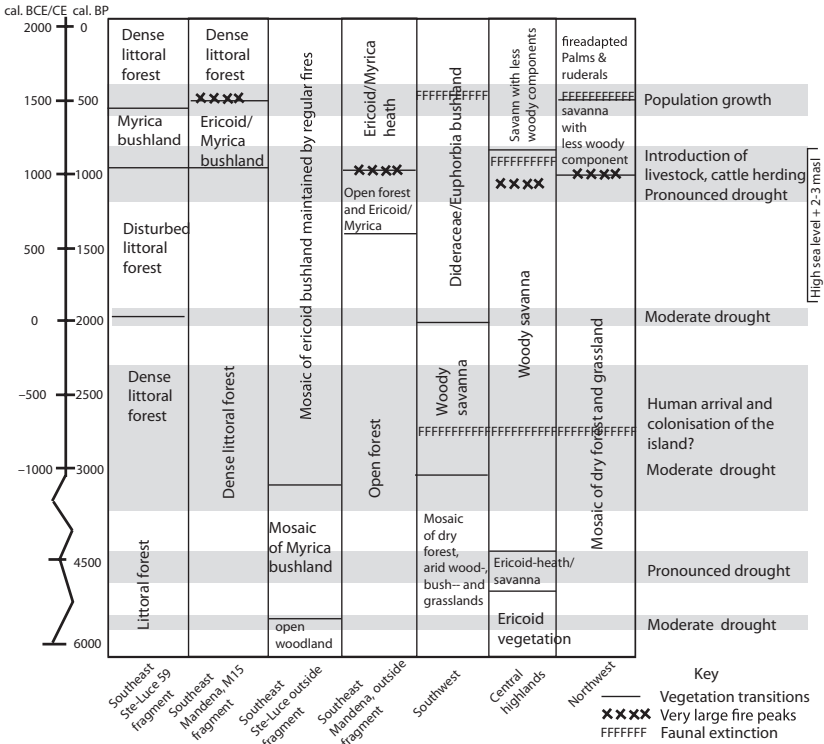 cal. BCE/CE cal. BP
2000
0
1500
500
1000
1000
500
1500
0
2000
−500
2500
−1000
3000
4500
6000
Dense
littoral
forest
Myrica
bushland
Disturbed
littoral
forest
Dense
littoral
forest
Littoral forest
Dense
littoral
forest
××××
Ericoid/
Myrica
bushland
Dense littoral forest
Mosaic of ericoid bushland maintained by regular fires
Mosaic
of Myrica
bushland
open
woodland
Ericoid/Myrica
heath
××××
Open forest
and Ericoid/
Myrica
Open forest
FFFFFFFFFFF
Dideraceae/Euphorbia bushland
Woody
savanna
FFFFFFFFFFF
Mosaic
of dry
forest,
arid wood-,
bush-- and
grasslands
Savann with less
woody components
FFFFFFFFFFF
××××
Woody savanna
FFFFFFFFFFF
Ericoid-heath/
savanna
Ericoid
vegetation
fireadapted
Palms &
ruderals
FFFFFFFFFFF
savanna
with
less woody
component
××××
Mosaic of dry forest and grassland
FFFFFFFFFFF
Population growth
Introduction of
livestock, cattle herding
Pronounced drought
High sea level + 2-3 masl
Moderate drought
Human arrival and
colonisation of the
island?
Moderate drought
Pronounced drought
Moderate drought
Southeast
Ste-Luce 59
fragment
Southeast
Mandena, M15
fragment
Southeast
Ste-Luce outside
fragment
Southeast
Mandena, outside
fragment
Southwest
Central
highlands
Northwest
Key
Vegetation transitions
×××× Very large fire peaks
FFFFFFF Faunal extinction